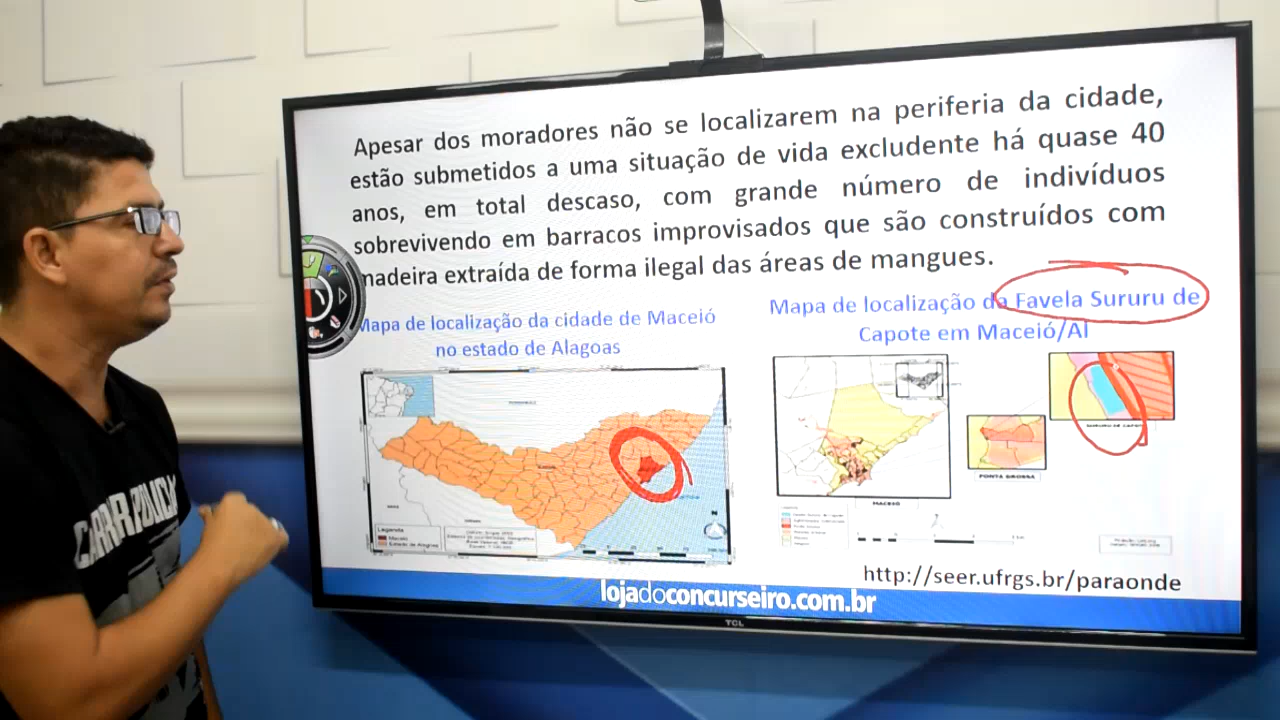 Apesar dos moradores não se localizarem na periferia da cidade,
estão submetidos a uma situação de vida excludente há quase 40
anos, em total descaso, com grande número de indivíduos
sobrevivendo em barracos improvisados que são construídos com
madeira extraída de forma ilegal das áreas de mangues.
Mapa de localização da cidade de Maceió
no estado de Alagoas
Mapa de localização da Favela Sururu de
Capote em Maceió/Al
Legenda
Maceió
Estado de Alagoas
MACEIÓ
PONTA GROSSA
http://seer.ufrgs.br/paraonde
lojadoconcurseiro.com.br
TCL